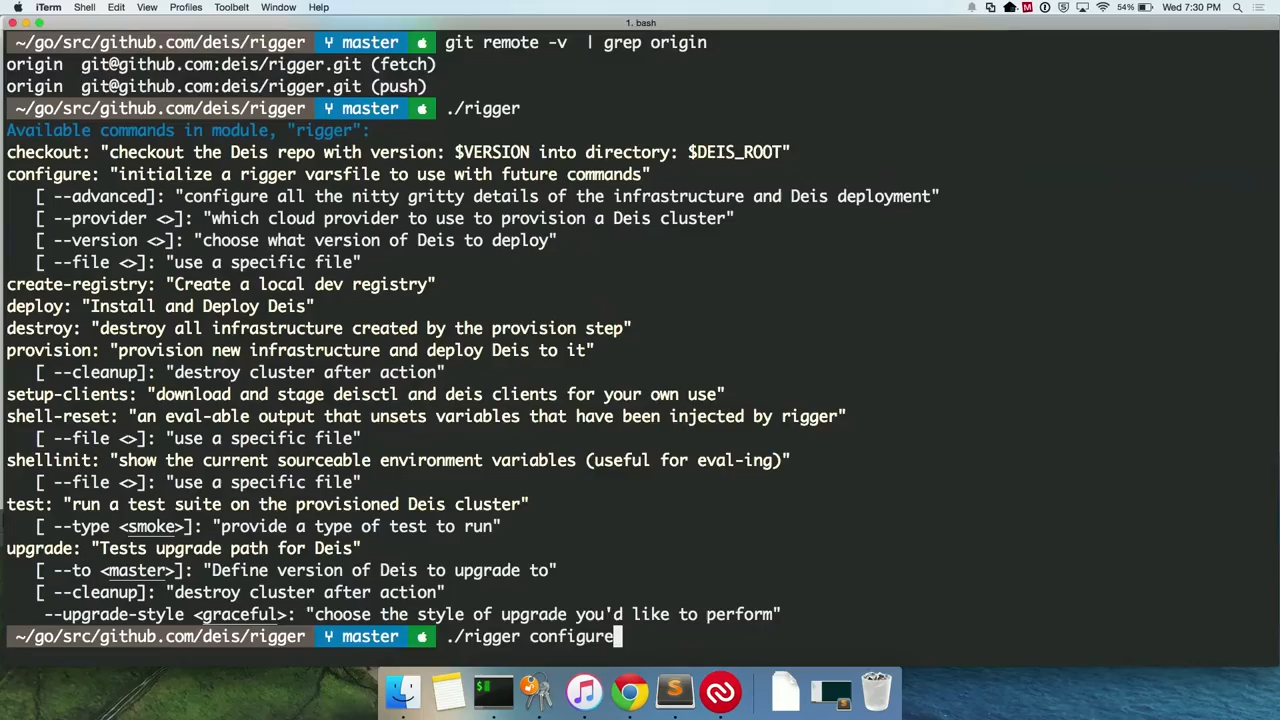 iTerm Shell Edit View Profiles Toolbelt Window Help 54% Wed 7:30 PM
1. bash
~/go/src/github.com/deis/rigger master git remote -v  | grep origin
origin  git@github.com:deis/rigger.git (fetch)
origin  git@github.com:deis/rigger.git (push)
~/go/src/github.com/deis/rigger master ./rigger
Available commands in module, "rigger":
checkout: "checkout the Deis repo with version: $VERSION into directory: $DEIS_ROOT"
configure: "initialize a rigger varsfile to use with future commands"
[ --advanced]: "configure all the nitty gritty details of the infrastructure and Deis deployment"
[ --provider <>]: "which cloud provider to use to provision a Deis cluster"
[ --version <>]: "choose what version of Deis to deploy"
[ --file <>]: "use a specific file"
create-registry: "Create a local dev registry"
deploy: "Install and Deploy Deis"
destroy: "destroy all infrastructure created by the provision step"
provision: "provision new infrastructure and deploy Deis to it"
[ --cleanup]: "destroy cluster after action"
setup-clients: "download and stage deisctl and deis clients for your own use"
shell-reset: "an eval-able output that unsets variables that have been injected by rigger"
[ --file <>]: "use a specific file"
shellinit: "show the current sourceable environment variables (useful for eval-ing)"
[ --file <>]: "use a specific file"
test: "run a test suite on the provisioned Deis cluster"
[ --type <smoke>]: "provide a type of test to run"
upgrade: "Tests upgrade path for Deis"
[ --to <master>]: "Define version of Deis to upgrade to"
[ --cleanup]: "destroy cluster after action"
--upgrade-style <graceful>: "choose the style of upgrade you'd like to perform"
~/go/src/github.com/deis/rigger master ./rigger configure